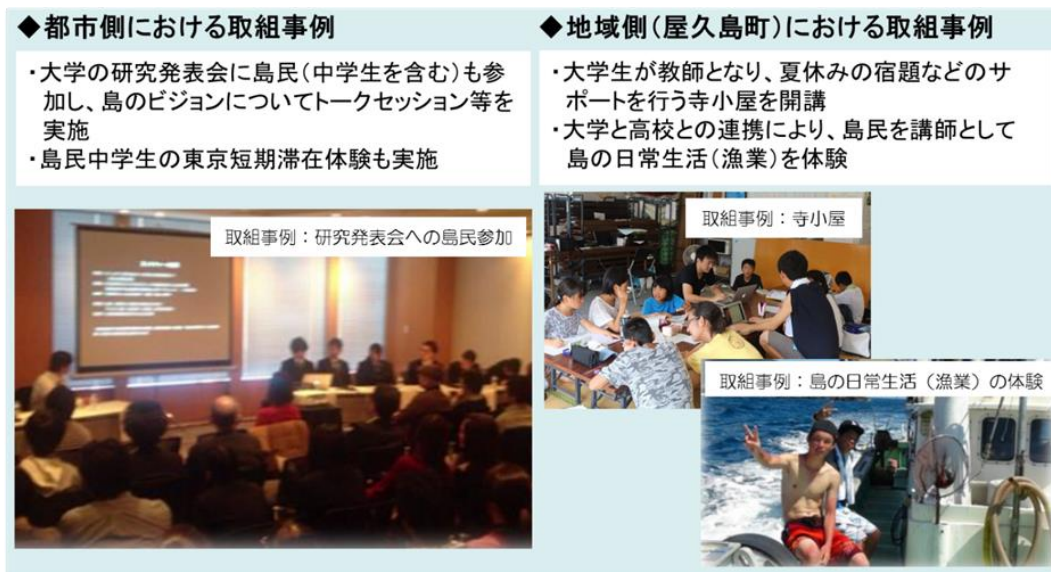 ◆都市側における取組事例
・大学の研究発表会に島民(中学生を含む)も参
加し、島のビジョンについてトークセッション等を
実施
・島民中学生の東京短期滞在体験も実施
取組事例：研究発表会への島民参加
◆地域側(屋久島町)における取組事例
・大学生が教師となり、夏休みの宿題などのサ
ポートを行う寺小屋を開講
・大学と高校との連携により、島民を講師として
島の日常生活(漁業)を体験
取組事例：寺小屋
取組事例：島の日常生活（漁業）の体験